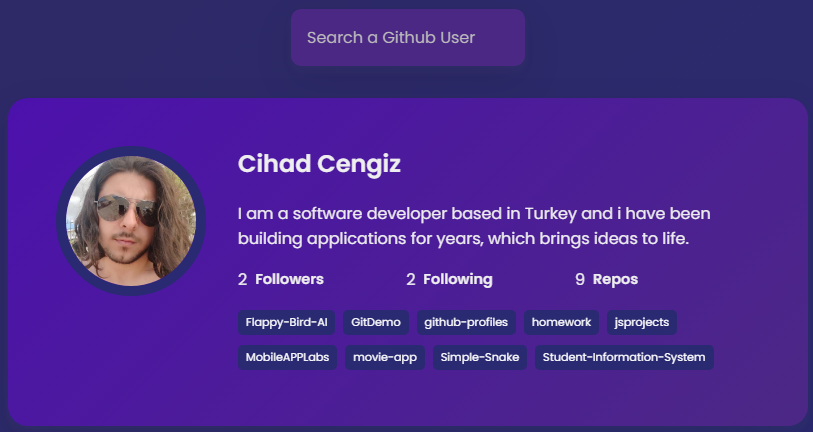 Search a Github User
Cihad Cengiz
I am a software developer based in Turkey and i have been
building applications for years, which brings ideas to life.
2 Followers 2 Following 9 Repos
Flappy-Bird-AI GitDemo github-profiles homework jsprojects
MobileAPPLabs movie-app Simple-Snake Student-Information-System